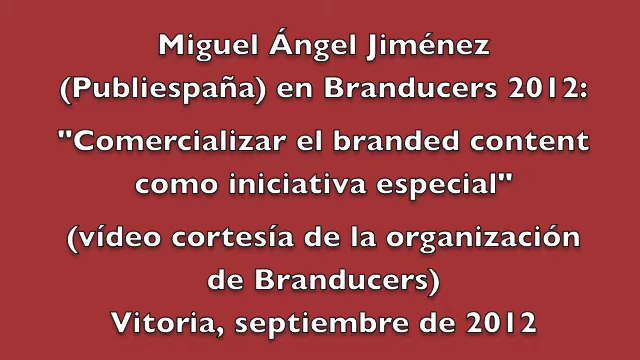 Miguel Ángel Jiménez
(Publiespaña) en Branducers 2012:
"Comercializar el branded content
como iniciativa especial"
(vídeo cortesía de la organización
de Branducers)
Vitoria, septiembre de 2012